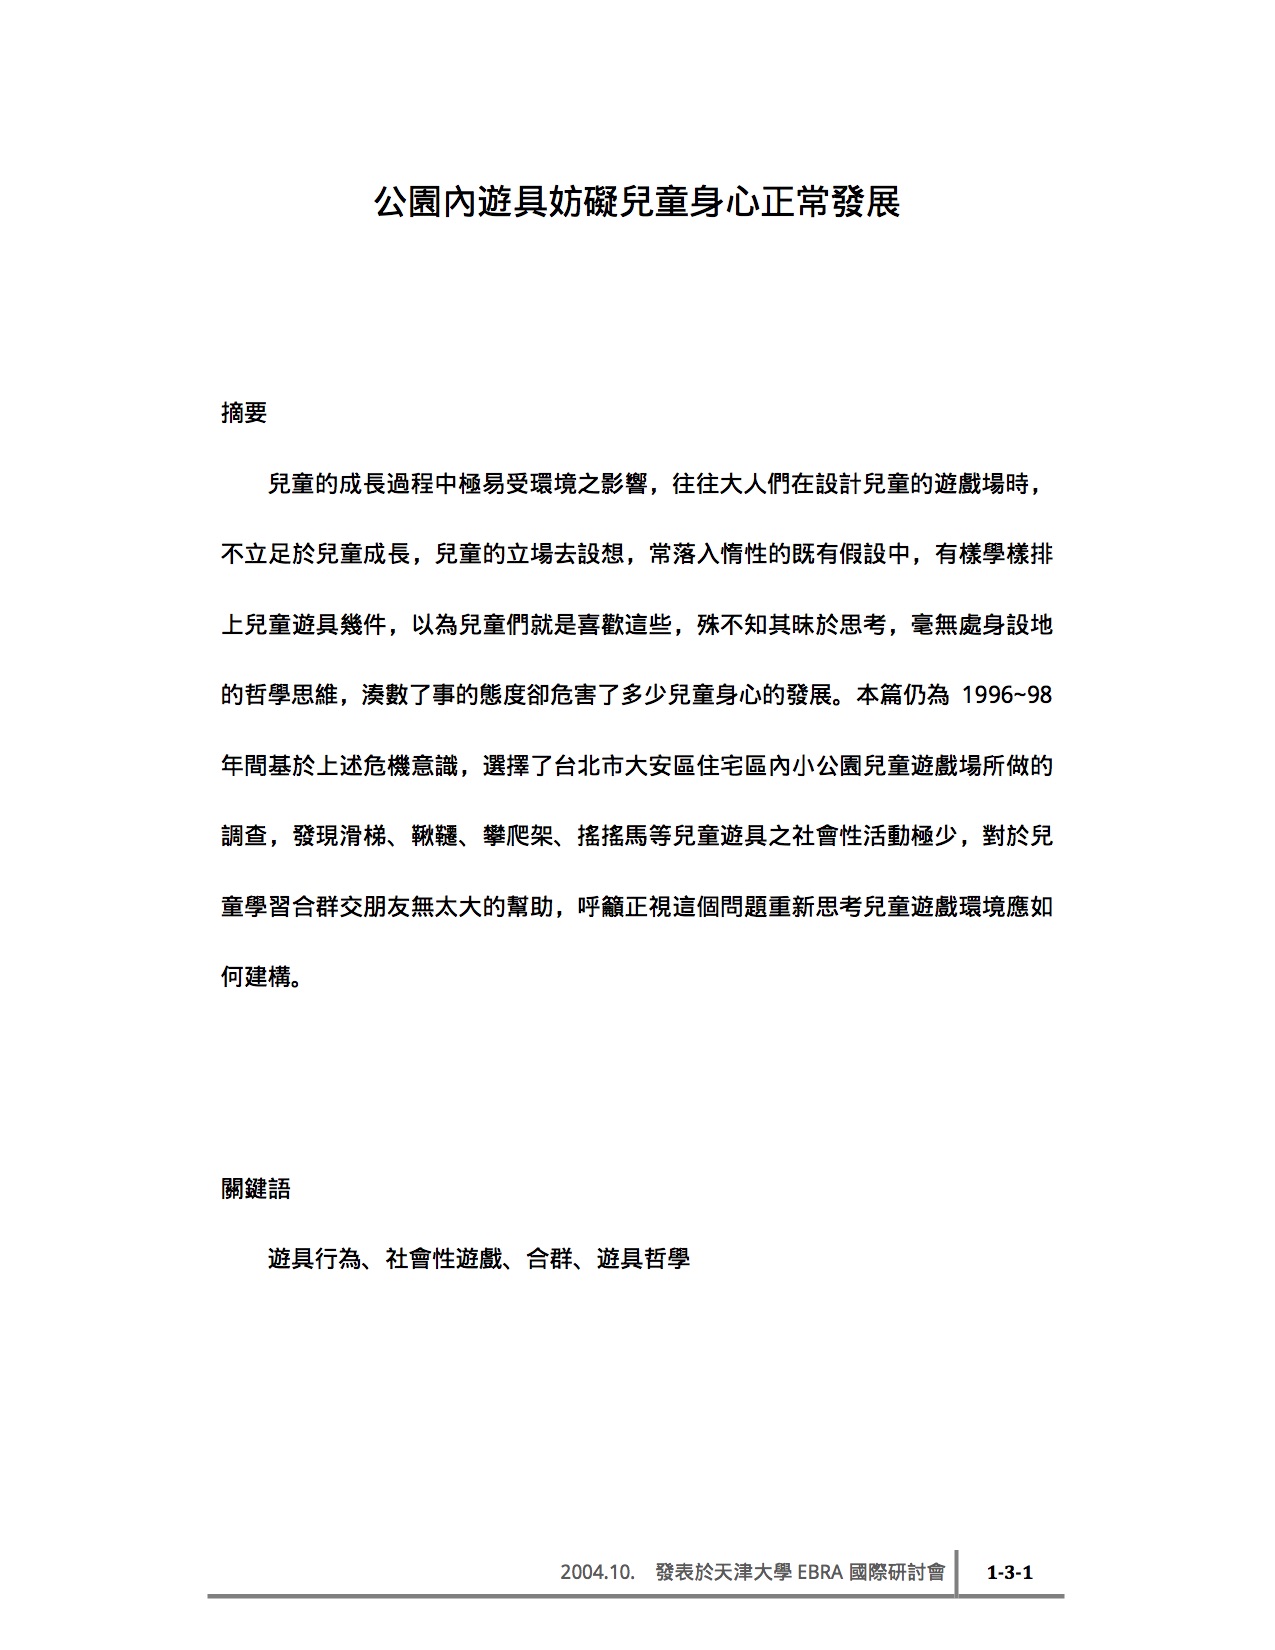 公園內遊具妨礙兒童身心正常發展
摘要
兒童的成長過程中極易受環境之影響，往往大人們在設計兒童的遊戲場時，
不立足於兒童成長，兒童的立場去設想，常落入惰性的既有假設中，有樣學樣排
上兒童遊具幾件，以為兒童們就是喜歡這些，殊不知其昧於思考，毫無處身設地
的哲學思維，湊數了事的態度卻危害了多少兒童身心的發展。本篇仍為 1996~98
年間基於上述危機意識，選擇了台北市大安區住宅區內小公園兒童遊戲場所做的
調查，發現滑梯、鞦韆、攀爬架、搖搖馬等兒童遊具之社會性活動極少，對於兒
童學習合群交朋友無太大的幫助，呼籲正視這個問題重新思考兒童遊戲環境應如
何建構。
關鍵語
遊具行為、社會性遊戲、合群、遊具哲學
2004.10. 發表於天津大學 EBRA 國際研討會 1-3-1